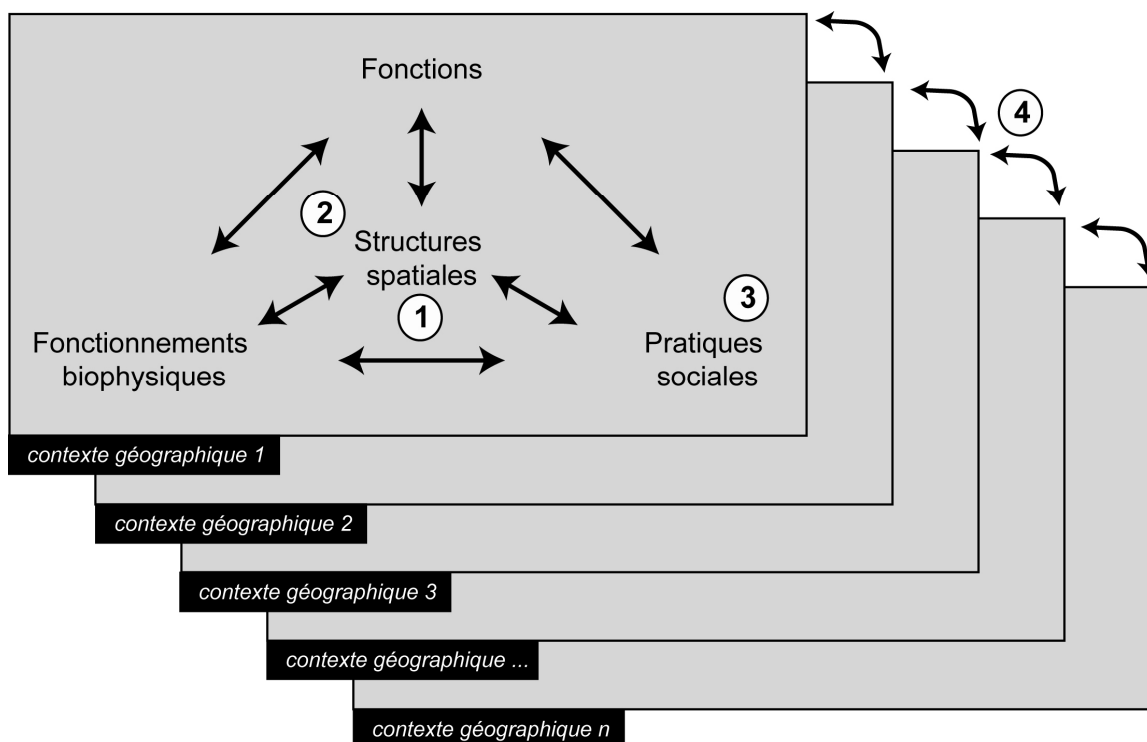 Fonctions
4
2
Structures
spatiales
1
3
Fonctionnements
biophysiques
Pratiques
sociales
contexte géographique 1
contexte géographique 2
contexte géographique 3
contexte géographique ...
contexte géographique n